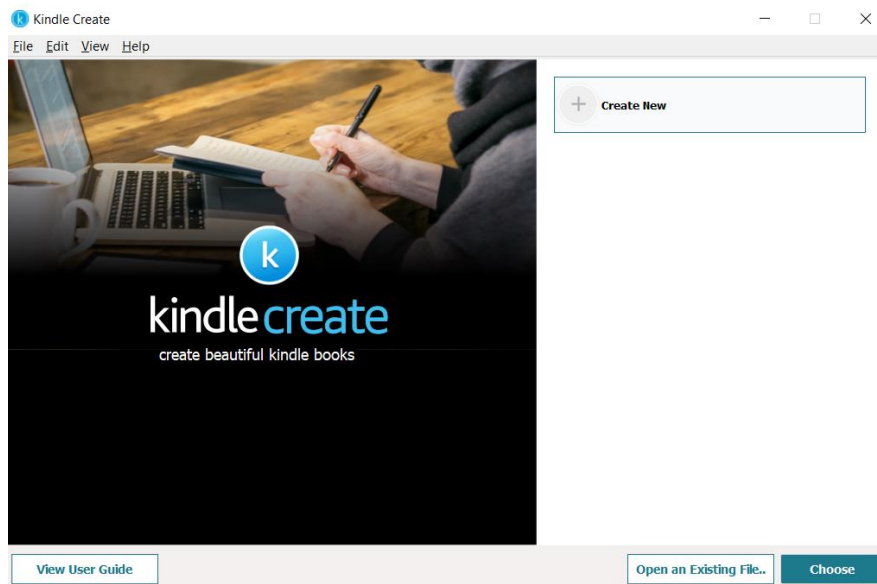 Kindle Create
File Edit View Help
Create New
k
kindle create
create beautiful kindle books
View User Guide
Open an Existing File..
Choose